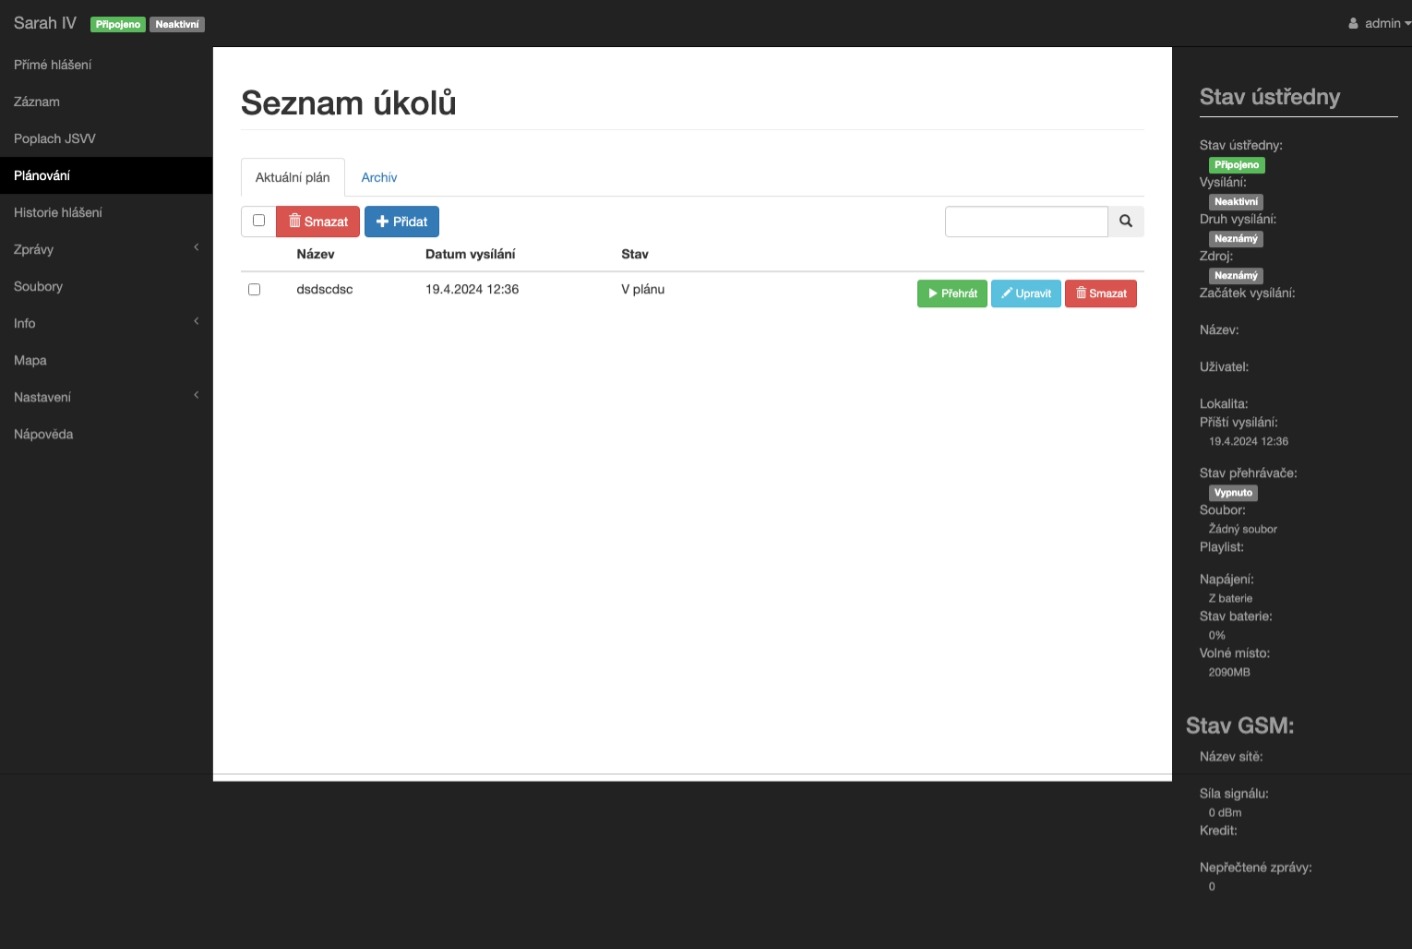 Sarah IV Připojeno Neaktivní
admin
Přímé hlášení
Záznam
Poplach JSVV
Plánování
Historie hlášení
Zprávy
Soubory
Info
Mapa
Nastavení
Nápověda
Seznam úkolů
Aktuální plán Archiv
Smazat Přidat
Název Datum vysílání Stav
dsdscdsc 19.4.2024 12:36 V plánu Přehrát Upravit Smazat
Stav ústředny
Stav ústředny:
Připojeno
Vysílání:
Neaktivní
Druh vysílání:
Neznámý
Zdroj:
Neznámý
Začátek vysílání:
Název:
Uživatel:
Lokalita:
Příští vysílání:
19.4.2024 12:36
Stav přehrávače:
Vypnuto
Soubor:
Žádný soubor
Playlist:
Napájení:
Z baterie
Stav baterie:
0%
Volné místo:
2090MB
Stav GSM:
Název sítě:
Síla signálu:
0 dBm
Kredit:
Nepřečtené zprávy:
0